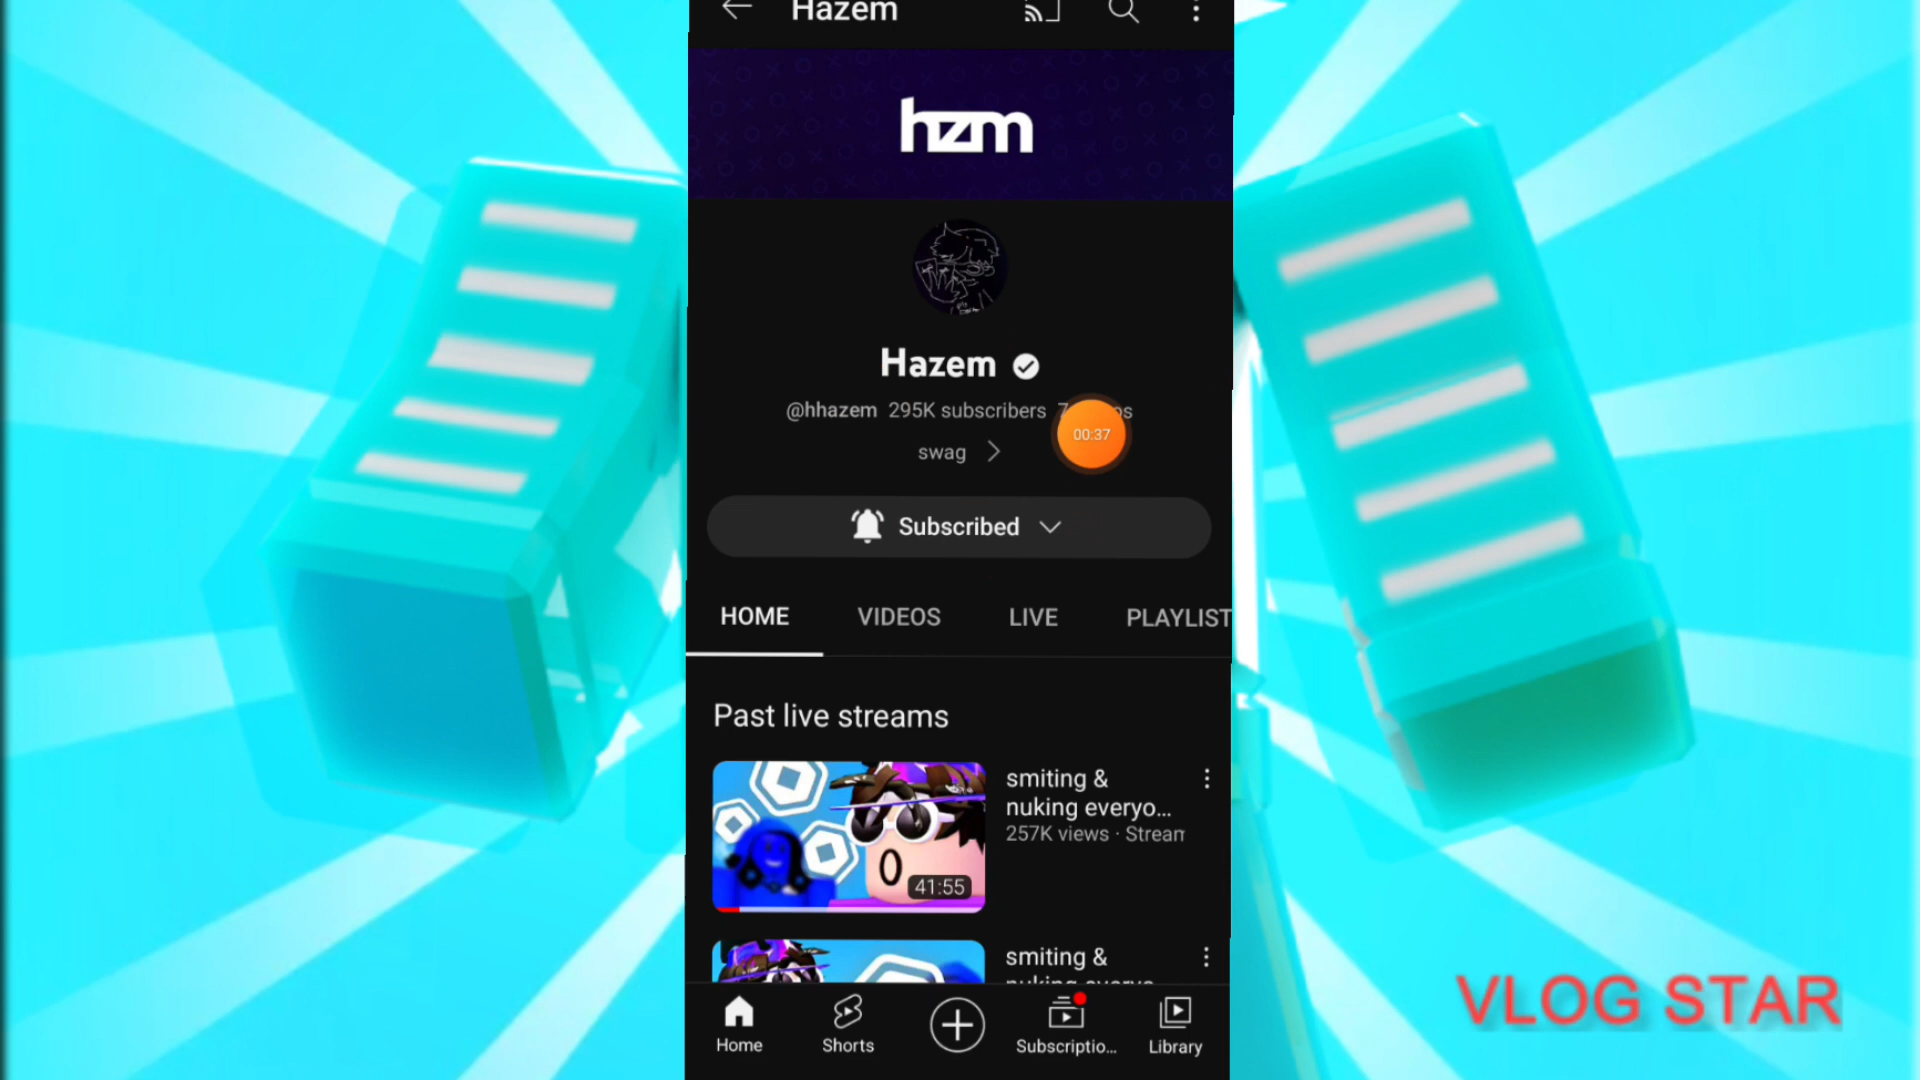 Hazem
hzm
Hazem
@hhazem 295K subscribers
00:37
swag
Subscribed
HOME VIDEOS LIVE PLAYLIST
Past live streams
smiting &
nuking everyo...
257K views · Stream
41:55
smiting &
Home Shorts Subscriptio... Library
VLOG STAR